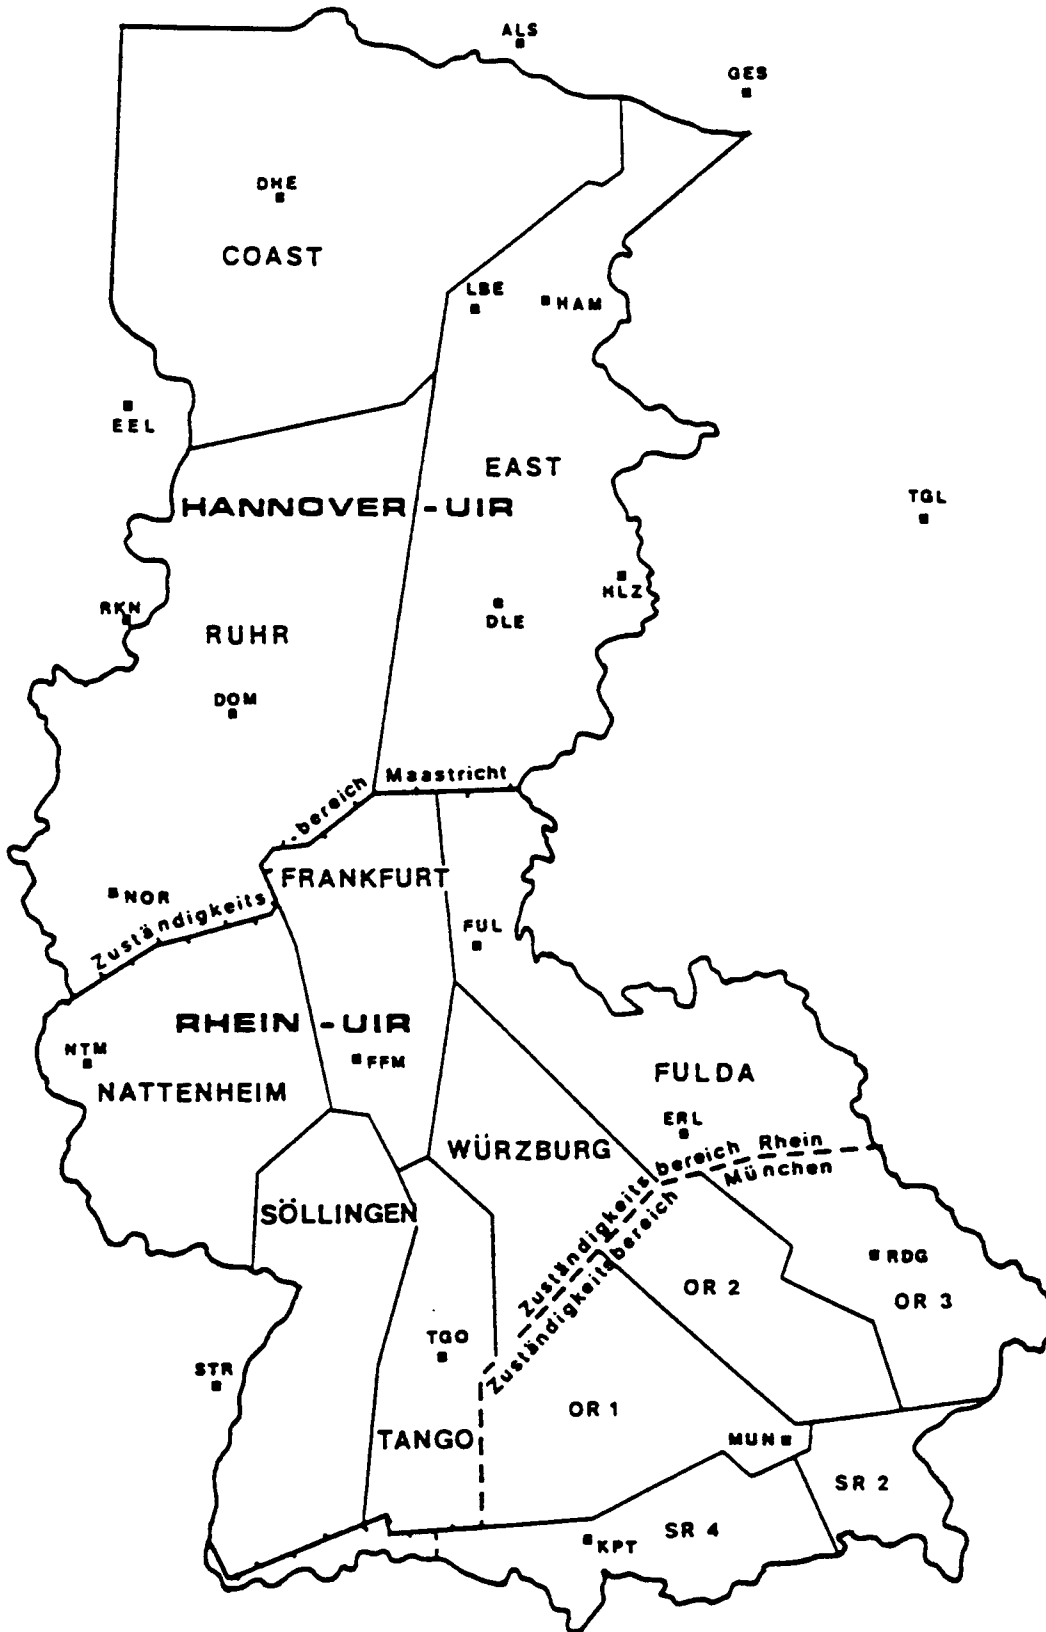 ALS
GES
DHE
COAST
LBE
HAM
EEL
EAST
HANNOVER - UIR
TGL
HLZ
RKN
DLE
RUHR
DOM
Maastricht
bereich
FRANKFURT
NOR
Zuständigkeits
FUL
RHEIN - UIR
NTM
FFM
NATTENHEIM
FULDA
ERL
WÜRZBURG
Zuständigkeitsbereich Rhein
Zuständigkeitsbereich München
SÖLLINGEN
RDG
OR 2
OR 3
TGO
STR
OR 1
TANGO
MUN
SR 2
SR 4
KPT